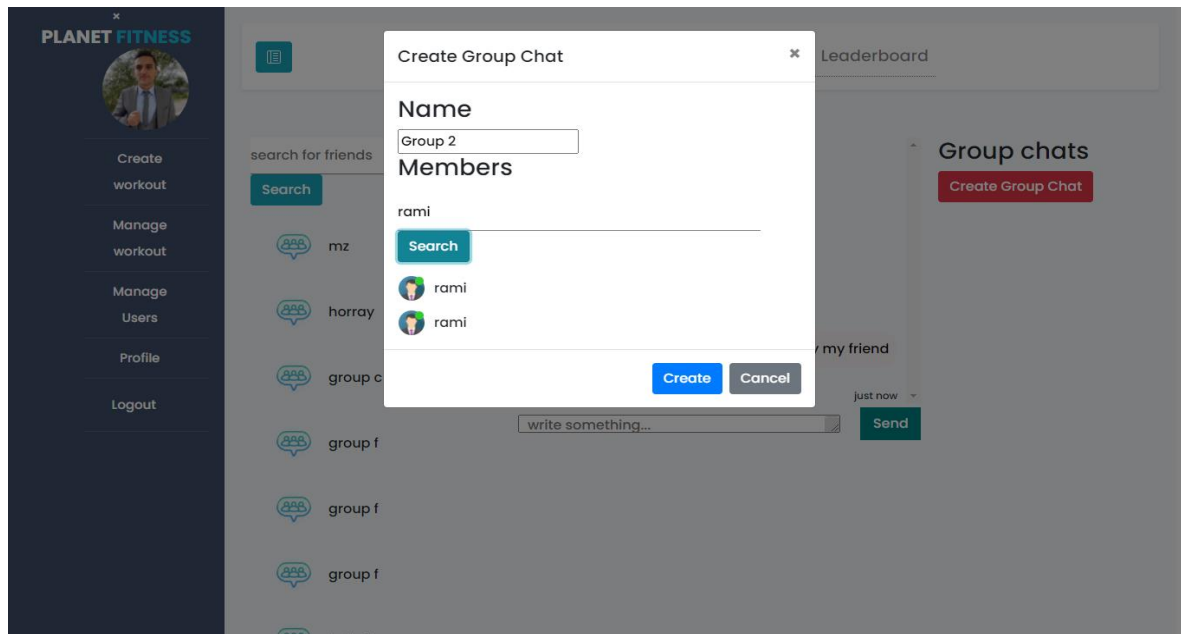 ×
PLANET FITNESS
Create
workout
Manage
workout
Manage
Users
Profile
Logout
Leaderboard
search for friends
Search
mz
horray
group c
group f
group f
group f
Create Group Chat
×
Name
Group 2
Members
rami
Search
rami
rami
Create
Cancel
my friend
just now
write something...
Send
Group chats
Create Group Chat